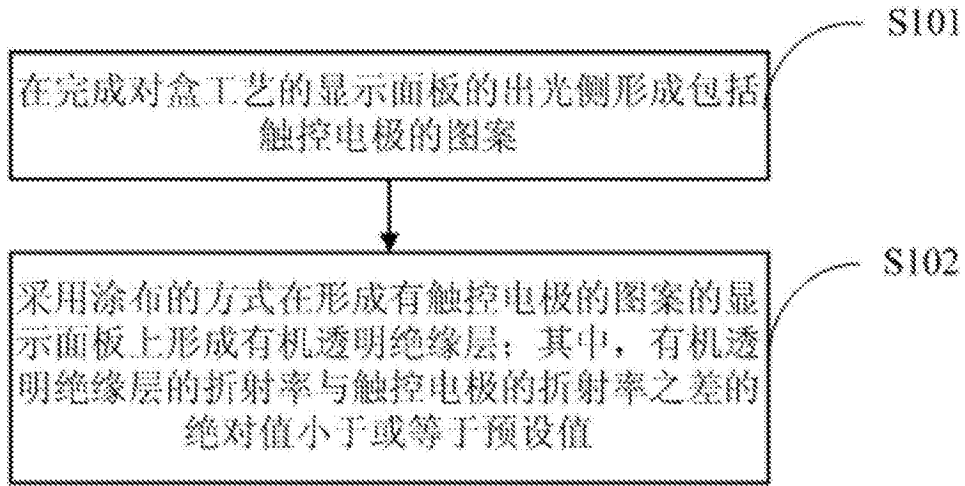 S101
在完成对盒工艺的显示面板的出光侧形成包括
触控电极的图案
S102
采用涂布的方式在形成有触控电极的图案的显
示面板上形成有机透明绝缘层；其中，有机透
明绝缘层的折射率与触控电极的折射率之差的
绝对值小于或等于预设值